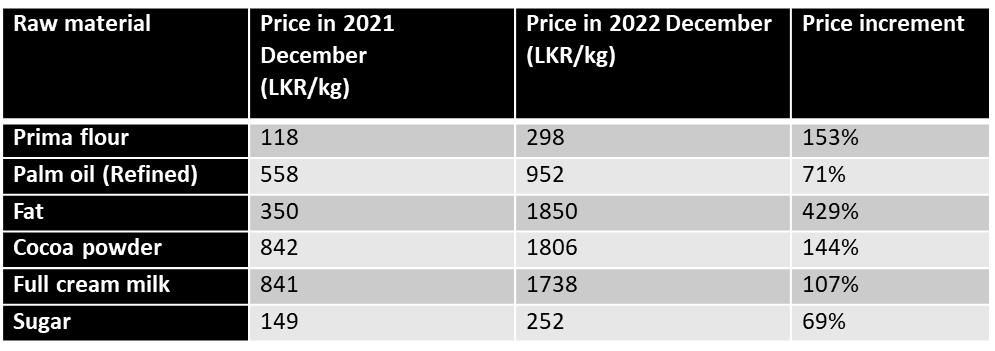 Raw material Price in 2021 December (LKR/kg) Price in 2022 December (LKR/kg) Price increment
Prima flour 118 298 153%
Palm oil (Refined) 558 952 71%
Fat 350 1850 429%
Cocoa powder 842 1806 144%
Full cream milk 841 1738 107%
Sugar 149 252 69%